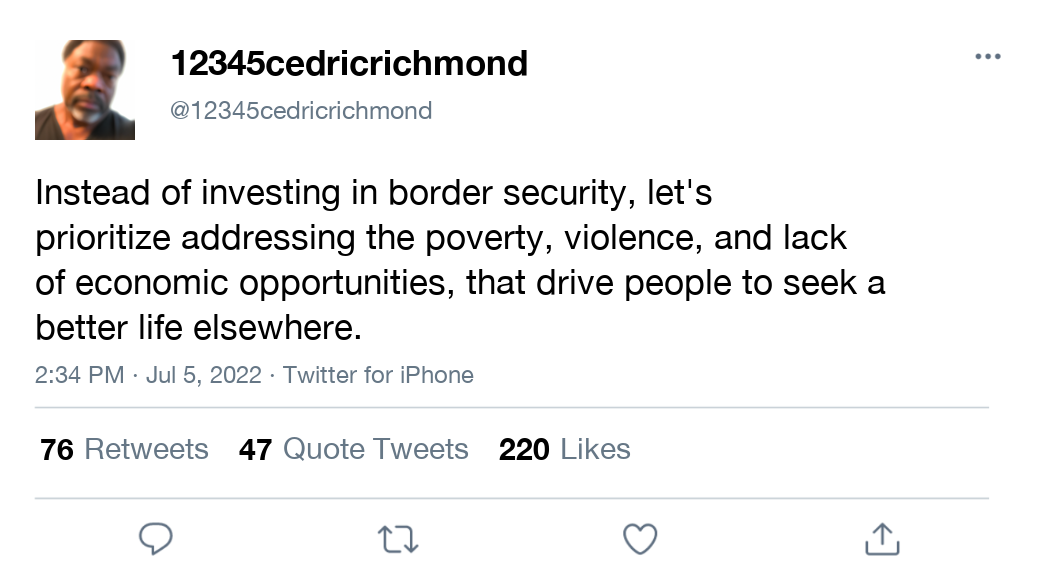 12345cedricrichmond
@12345cedricrichmond
Instead of investing in border security, let's
prioritize addressing the poverty, violence, and lack
of economic opportunities, that drive people to seek a
better life elsewhere.
2:34 PM · Jul 5, 2022 · Twitter for iPhone
76 Retweets 47 Quote Tweets 220 Likes